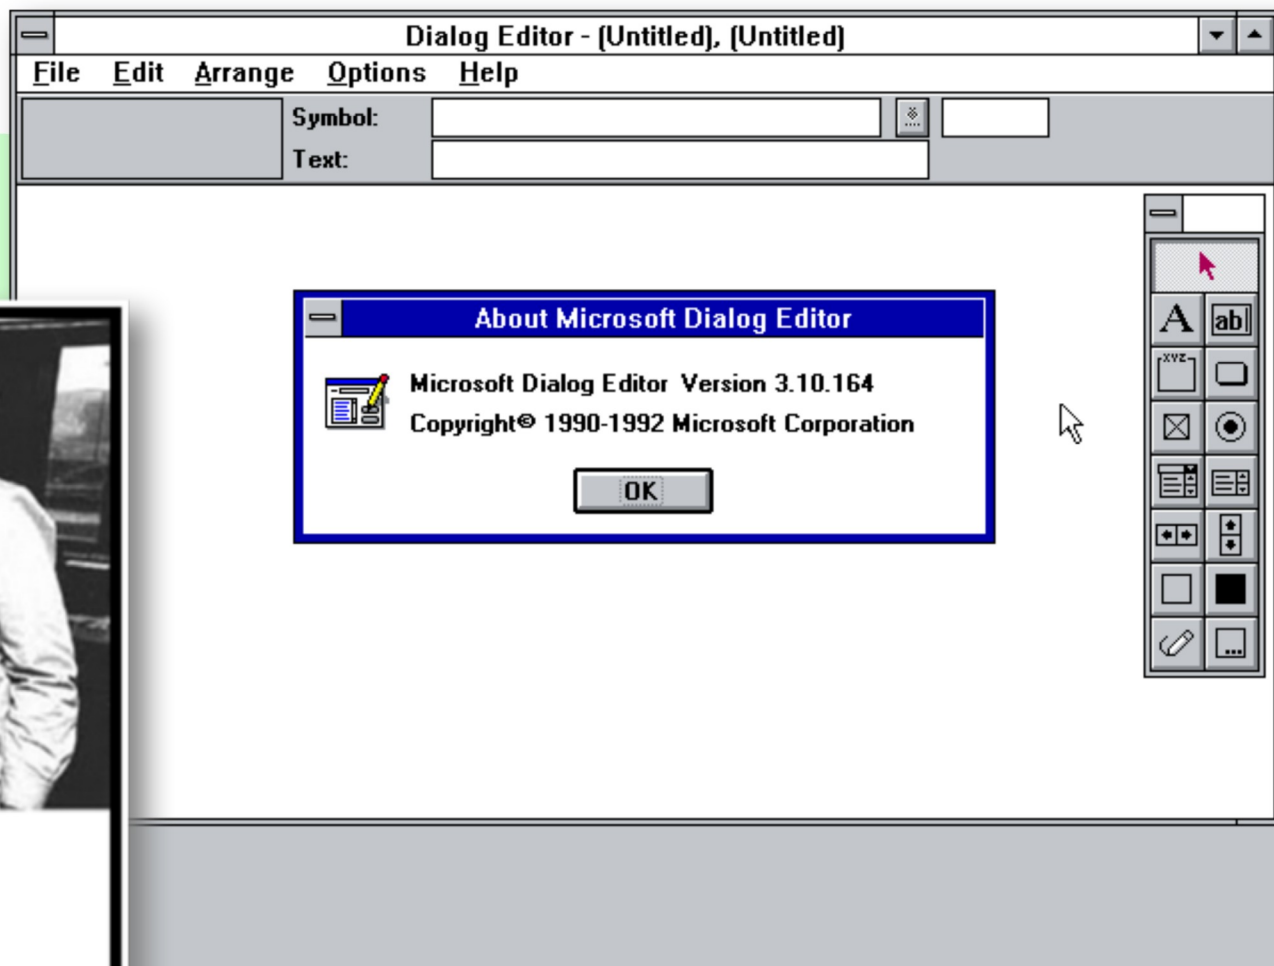 Dialog Editor - (Untitled), (Untitled)
File Edit Arrange Options Help
Symbol:
Text:
About Microsoft Dialog Editor
Microsoft Dialog Editor Version 3.10.164
Copyright© 1990-1992 Microsoft Corporation
OK
A ab
XYZ